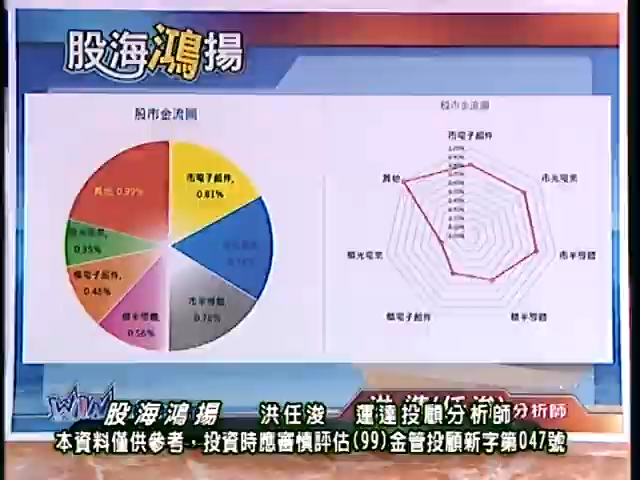 股海鴻揚
股市金流圖
市電子組件,
0.81%
市半導體,
0.78%
櫃半導體,
0.56%
櫃電子組件,
0.48%
0.35%
其他 0.99%
股市金流圖
市電子組件
市光電業
市半導體
櫃半導體
櫃電子組件
櫃光電業
其他
WIN
分析師
股海鴻揚 洪任浚 運達投顧分析師
本資料僅供參考，投資時應審慎評估(99)金管投顧新字第047號